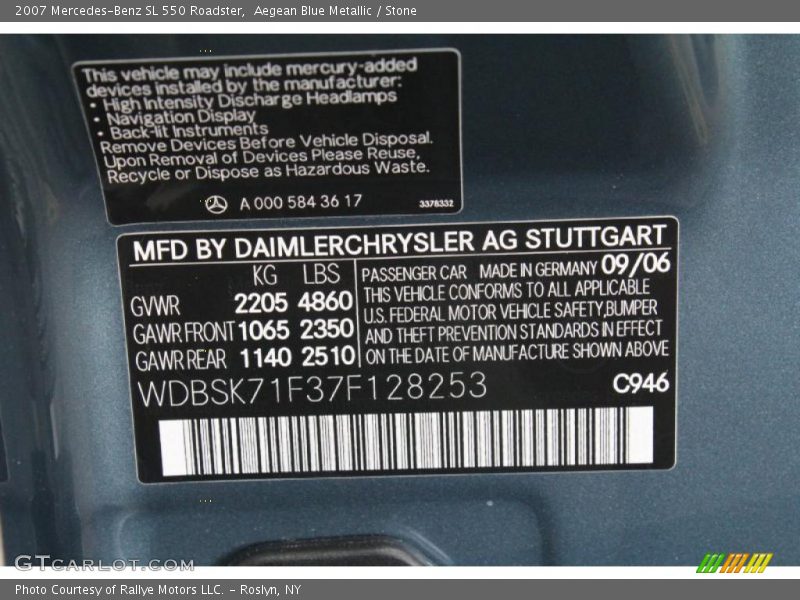 2007 Mercedes-Benz SL 550 Roadster,  Aegean Blue Metallic / Stone
This vehicle may include mercury-added
devices installed by the manufacturer:
• High Intensity Discharge Headlamps
• Navigation Display
• Back-lit Instruments
Remove Devices Before Vehicle Disposal.
Upon Removal of Devices Please Reuse,
Recycle or Dispose as Hazardous Waste.
A 000 584 36 17 3378332
MFD BY DAIMLERCHRYSLER AG STUTTGART
KG LBS
GVWR 2205 4860
GAWR FRONT 1065 2350
GAWR REAR 1140 2510
PASSENGER CAR MADE IN GERMANY 09/06
THIS VEHICLE CONFORMS TO ALL APPLICABLE
U.S. FEDERAL MOTOR VEHICLE SAFETY,BUMPER
AND THEFT PREVENTION STANDARDS IN EFFECT
ON THE DATE OF MANUFACTURE SHOWN ABOVE
WDBSK71F37F128253 C946
GTCARLOT.COM
Photo Courtesy of Rallye Motors LLC. - Roslyn, NY